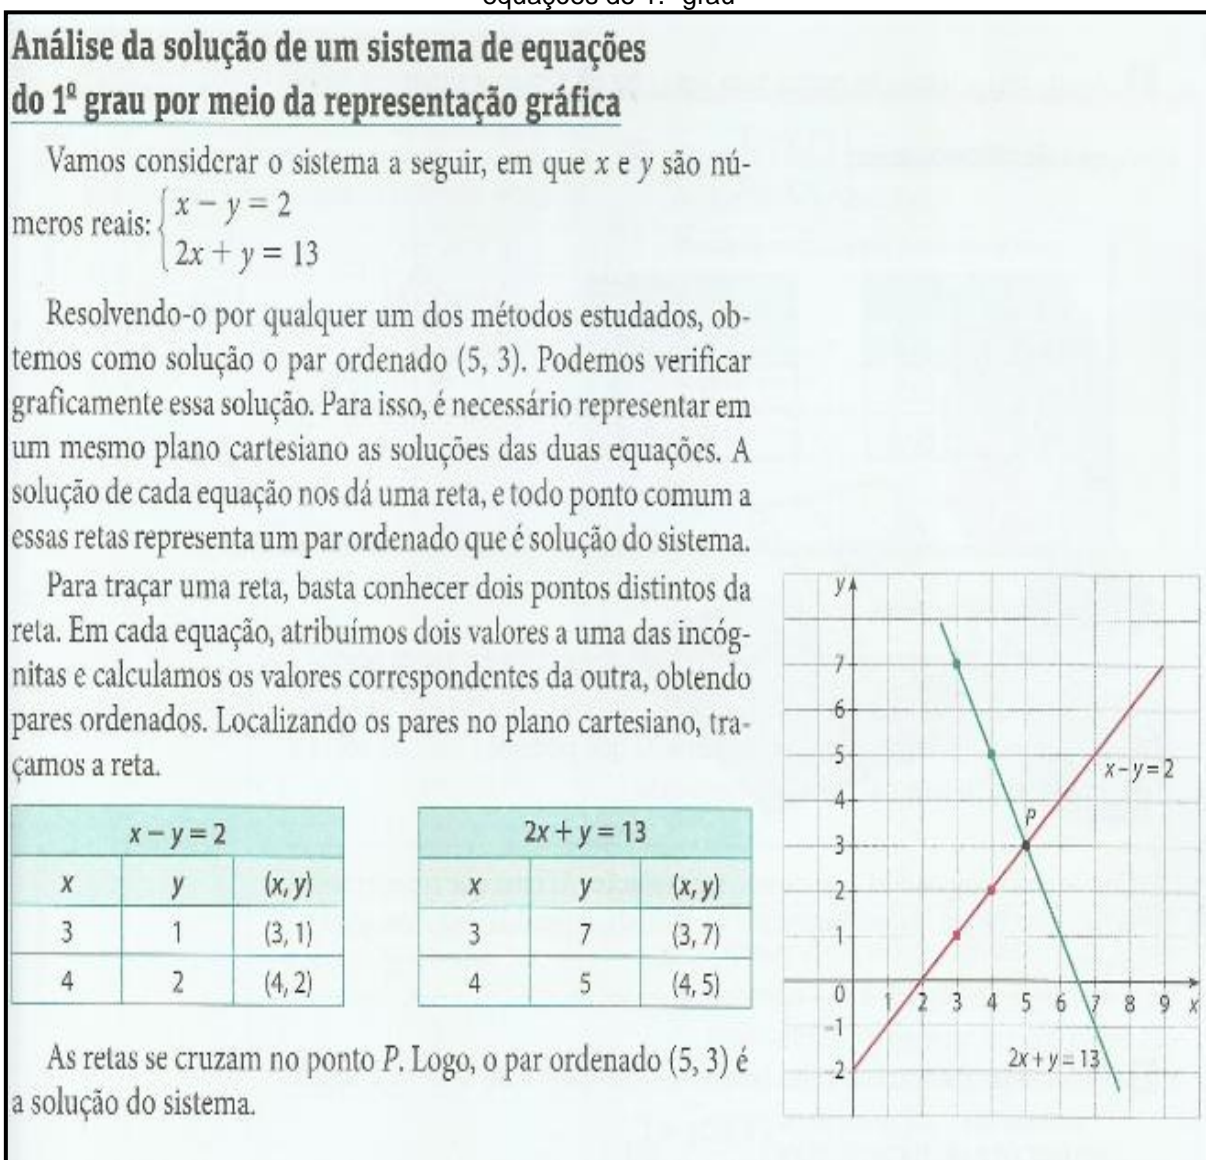 equações do 1.º grau
Análise da solução de um sistema de equações
do 1º grau por meio da representação gráfica
Vamos considerar o sistema a seguir, em que x e y são nú-
meros reais: { x − y = 2
2x + y = 13
Resolvendo-o por qualquer um dos métodos estudados, ob-
temos como solução o par ordenado (5, 3). Podemos verificar
graficamente essa solução. Para isso, é necessário representar em
um mesmo plano cartesiano as soluções das duas equações. A
solução de cada equação nos dá uma reta, e todo ponto comum a
essas retas representa um par ordenado que é solução do sistema.
Para traçar uma reta, basta conhecer dois pontos distintos da
reta. Em cada equação, atribuímos dois valores a uma das incóg-
nitas e calculamos os valores correspondentes da outra, obtendo
pares ordenados. Localizando os pares no plano cartesiano, tra-
çamos a reta.
x − y = 2
x y (x, y)
3 1 (3, 1)
4 2 (4, 2)
2x + y = 13
x y (x, y)
3 7 (3, 7)
4 5 (4, 5)
y
7
6
5
x − y = 2
4
P
3
2
1
0 1 2 3 4 5 6 7 8 9 x
−1
−2
2x + y = 13
As retas se cruzam no ponto P. Logo, o par ordenado (5, 3) é
a solução do sistema.